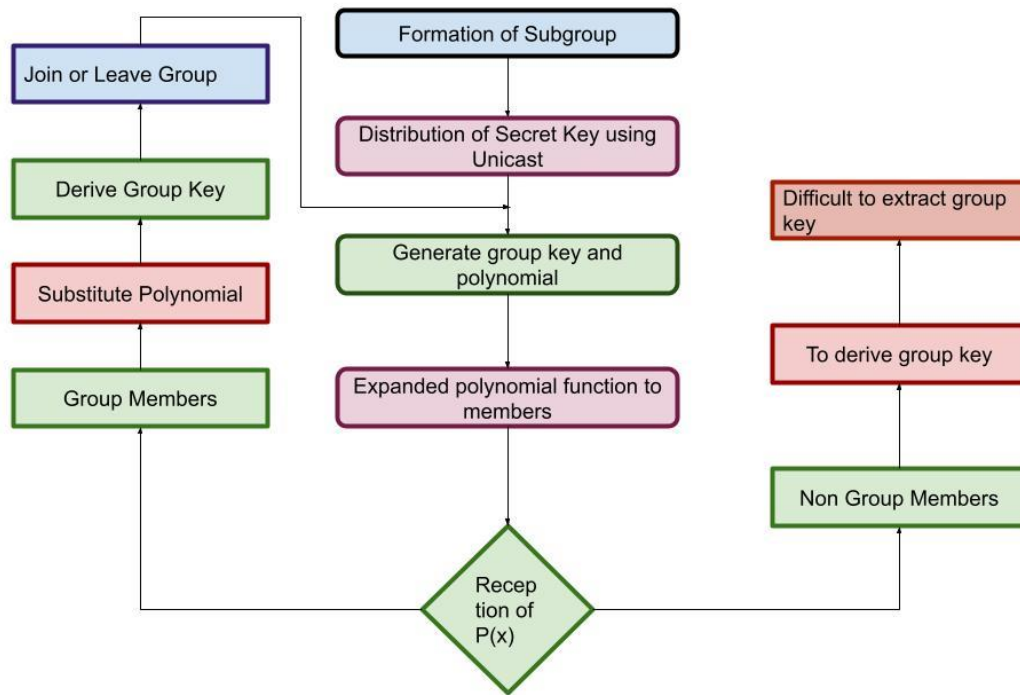 Formation of Subgroup
Join or Leave Group
Distribution of Secret Key using
Unicast
Derive Group Key
Difficult to extract group
key
Generate group key and
polynomial
Substitute Polynomial
To derive group key
Group Members
Expanded polynomial function to
members
Non Group Members
Recep
tion of
P(x)